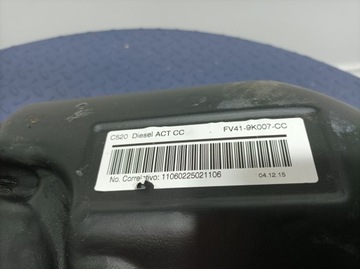 C520 Diesel ACT CC FV41-9K007-CC
No. Correlativo: 11060225021106 04.12.15